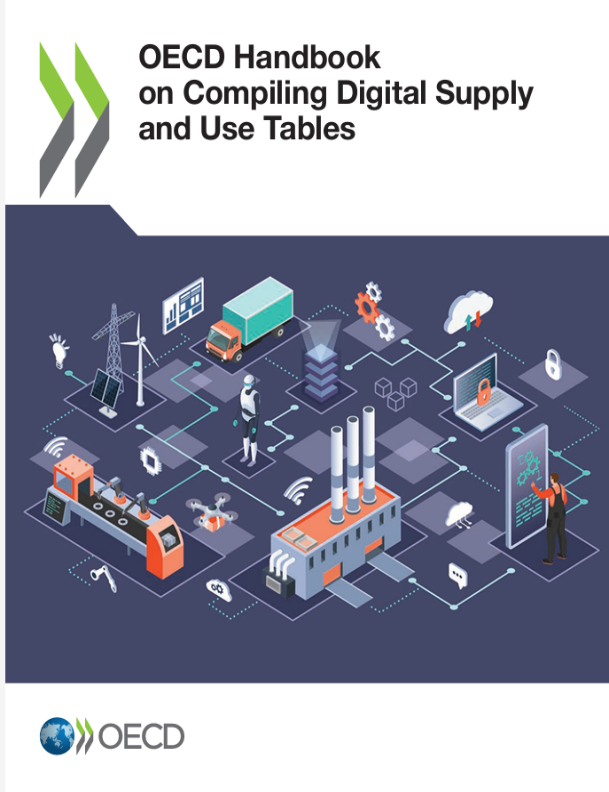 OECD Handbook
on Compiling Digital Supply
and Use Tables
OECD